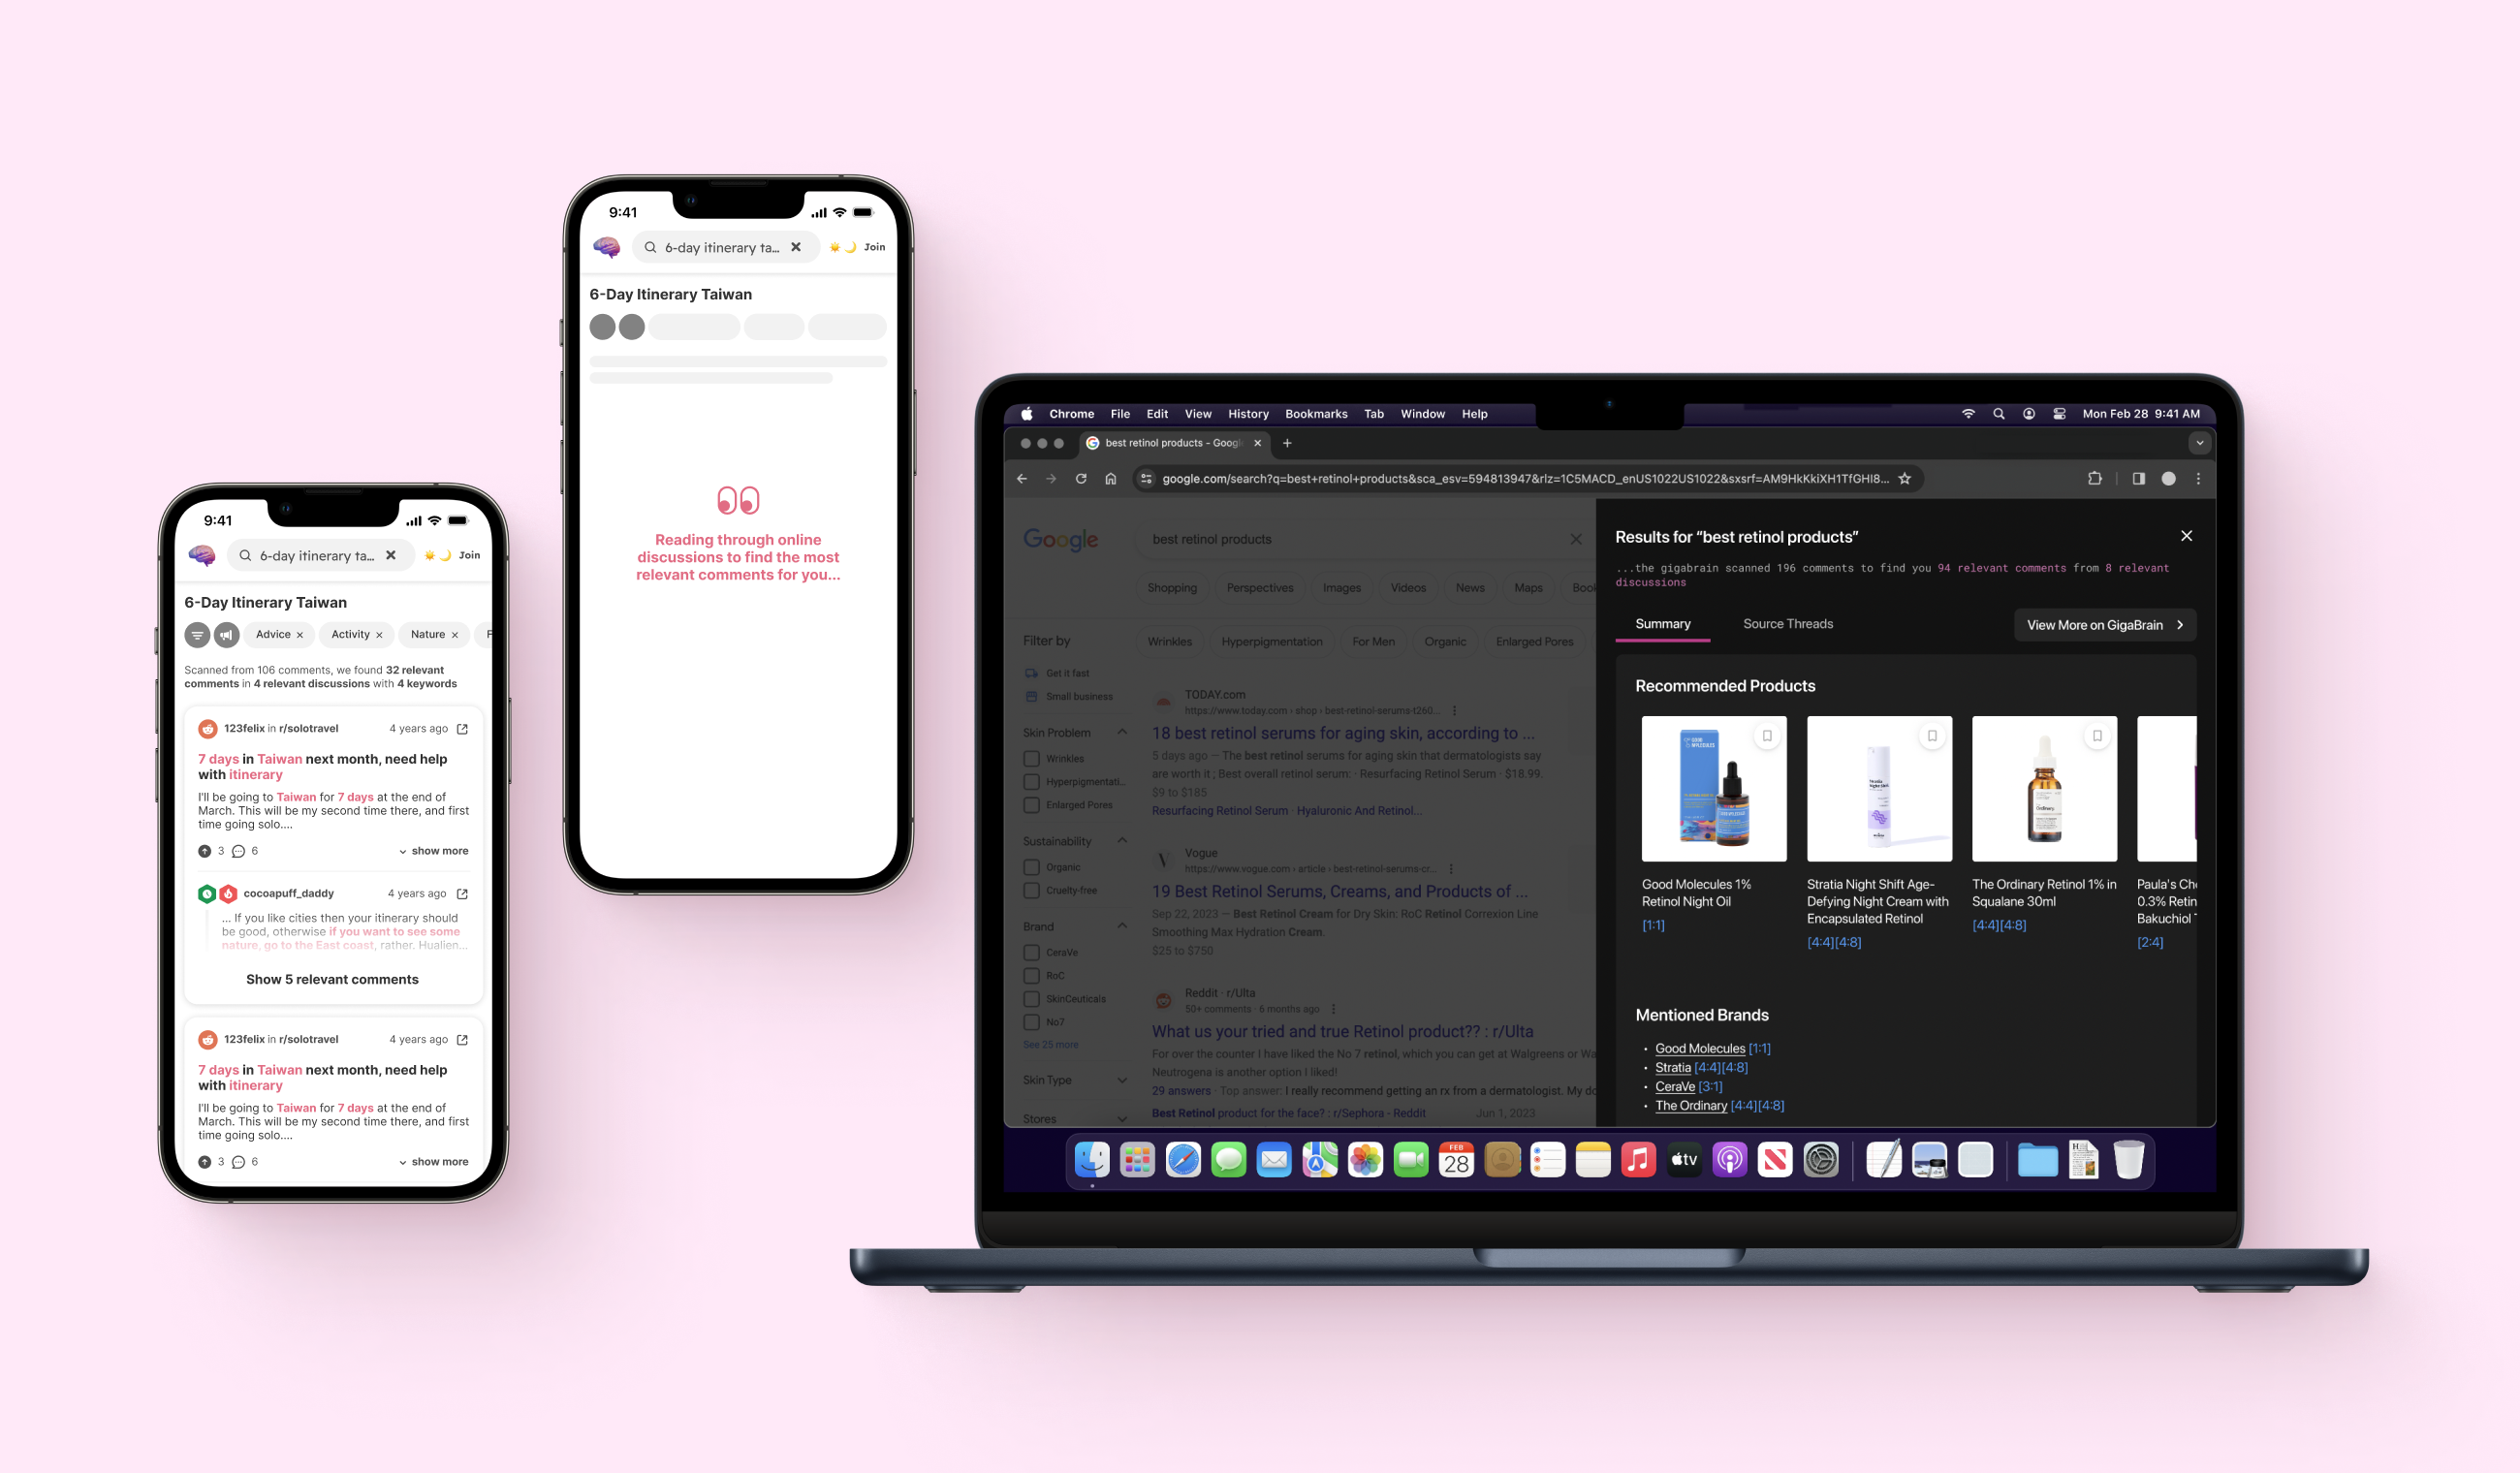 9:41
6-day itinerary ta...
Join
6-Day Itinerary Taiwan
Advice ×
Activity ×
Nature ×
F
Scanned from 106 comments, we found 32 relevant
comments in 4 relevant discussions with 4 keywords
123felix in r/solotravel
4 years ago
7 days in Taiwan next month, need help
with itinerary
I'll be going to Taiwan for 7 days at the end of
March. This will be my second time there, and first
time going solo....
3
6
show more
cocoapuff_daddy
4 years ago
... If you like cities then your itinerary should
be good, otherwise if you want to see some
nature, go to the East coast, rather. Hualien...
Show 5 relevant comments
123felix in r/solotravel
4 years ago
7 days in Taiwan next month, need help
with itinerary
I'll be going to Taiwan for 7 days at the end of
March. This will be my second time there, and first
time going solo....
3
6
show more
9:41
6-day itinerary ta...
Join
6-Day Itinerary Taiwan
Reading through online
discussions to find the most
relevant comments for you...
Chrome File Edit View History Bookmarks Tab Window Help
Mon Feb 28 9:41 AM
best retinol products - Googl
google.com/search?q=best+retinol+products&sca_esv=594813947&rlz=1C5MACD_enUS1022US1022&sxsrf=AM9HkKkiXH1TfGHI8...
Google
best retinol products
Shopping
Perspectives
Images
Videos
News
Maps
Book
Filter by
Wrinkles
Hyperpigmentation
For Men
Organic
Enlarged Pores
Get it fast
Small business
Skin Problem
Wrinkles
Hyperpigmentati...
Enlarged Pores
Sustainability
Organic
Cruelty-free
Brand
CeraVe
RoC
SkinCeuticals
No7
See 25 more
Skin Type
Stores
TODAY.com
https://www.today.com › shop › best-retinol-serums-t260...
18 best retinol serums for aging skin, according to ...
5 days ago — The best retinol serums for aging skin that dermatologists say
are worth it ; Best overall retinol serum: · Resurfacing Retinol Serum · $18.99.
$9 to $185
Resurfacing Retinol Serum · Hyaluronic And Retinol...
Vogue
https://www.vogue.com › article › best-retinol-serums-cr...
19 Best Retinol Serums, Creams, and Products of ...
Sep 22, 2023 — Best Retinol Cream for Dry Skin: RoC Retinol Correxion Line
Smoothing Max Hydration Cream.
$25 to $750
Reddit · r/Ulta
50+ comments · 6 months ago
What us your tried and true Retinol product?? : r/Ulta
For over the counter I have liked the No 7 retinol, which you can get at Walgreens or Wa
Neutrogena is another option I liked!
29 answers · Top answer: I really recommend getting an rx from a dermatologist. My do
Best Retinol product for the face? : r/Sephora - Reddit
Jun 1, 2023
Results for “best retinol products”
...the gigabrain scanned 196 comments to find you 94 relevant comments from 8 relevant
discussions
Summary
Source Threads
View More on GigaBrain
Recommended Products
GOOD
MOLECULES
Ordinary.
Good Molecules 1%
Retinol Night Oil
[1:1]
Stratia Night Shift Age-
Defying Night Cream with
Encapsulated Retinol
[4:4][4:8]
The Ordinary Retinol 1% in
Squalane 30ml
[4:4][4:8]
Paula's Ch
0.3% Retin
Bakuchiol T
[2:4]
Mentioned Brands
• Good Molecules [1:1]
• Stratia [4:4][4:8]
• CeraVe [3:1]
• The Ordinary [4:4][4:8]
FEB
28
tv